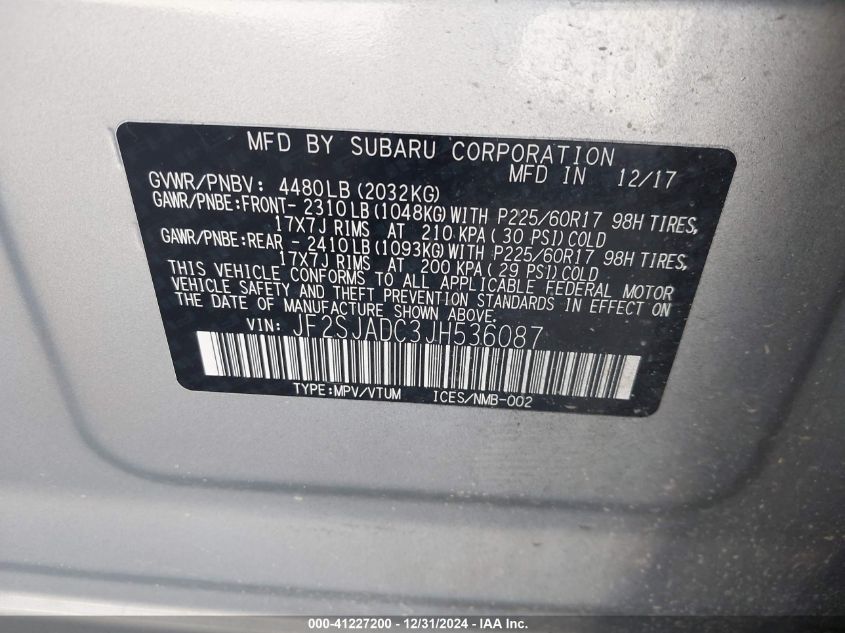 MFD BY SUBARU CORPORATION
MFD IN 12/17
GVWR/PNBV: 4480LB (2032KG)
GAWR/PNBE:FRONT- 2310LB(1048KG)WITH P225/60R17 98H TIRES,
17X7J RIMS AT 210 KPA( 30 PSI)COLD
GAWR/PNBE:REAR - 2410LB(1093KG)WITH P225/60R17 98H TIRES,
17X7J RIMS AT 200 KPA( 29 PSI)COLD
THIS VEHICLE CONFORMS TO ALL APPLICABLE FEDERAL MOTOR
VEHICLE SAFETY AND THEFT PREVENTION STANDARDS IN EFFECT ON
THE DATE OF MANUFACTURE SHOWN ABOVE.
VIN: JF2SJADC3JH536087
TYPE:MPV/VTUM ICES/NMB-002
000-41227200 - 12/31/2024 - IAA Inc.